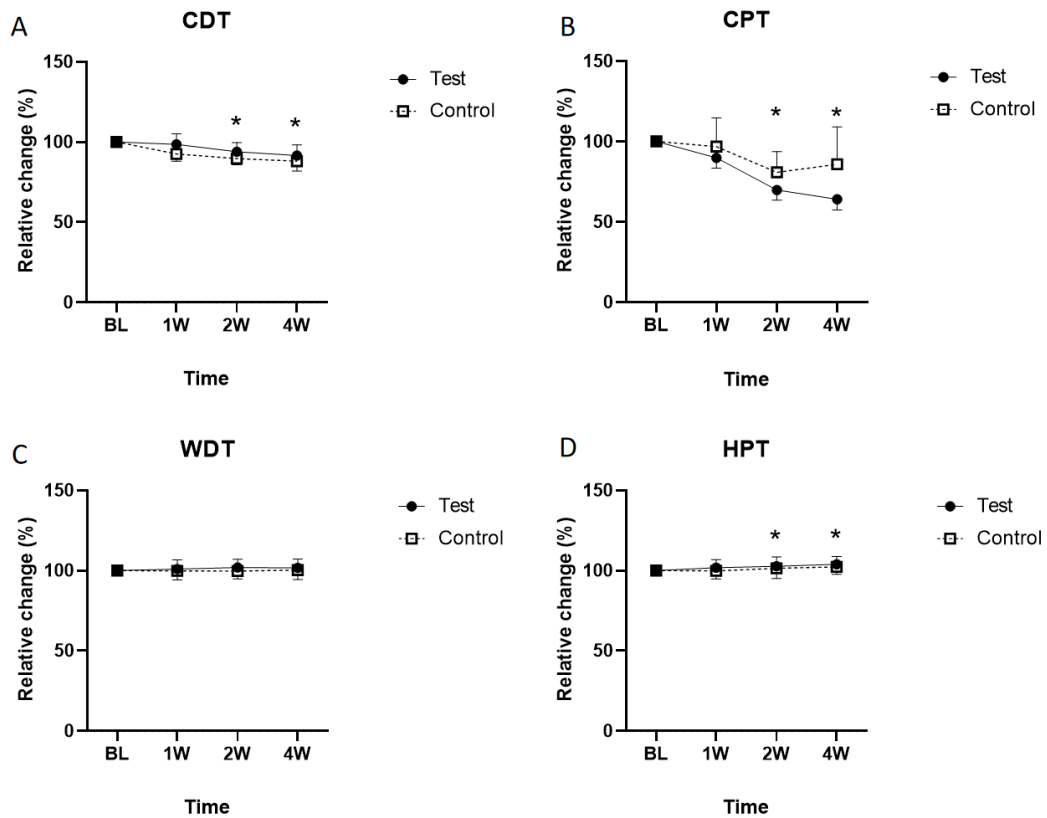 A
CDT
150
100
50
0
Relative change (%)
* *
Test
Control
BL 1W 2W 4W
Time
B
CPT
150
100
50
0
Relative change (%)
* *
Test
Control
BL 1W 2W 4W
Time
C
WDT
150
100
50
0
Relative change (%)
Test
Control
BL 1W 2W 4W
Time
D
HPT
150
100
50
0
Relative change (%)
* *
Test
Control
BL 1W 2W 4W
Time